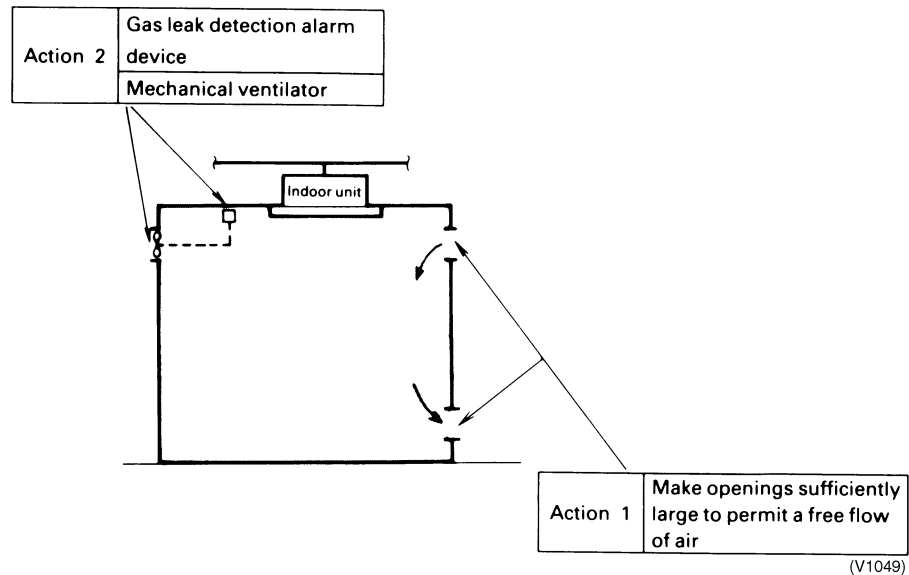 Action 2
Gas leak detection alarm
device
Mechanical ventilator
Indoor unit
Action 1
Make openings sufficiently
large to permit a free flow
of air
(V1049)